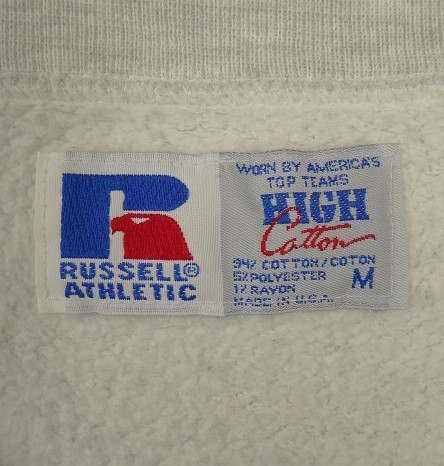 RUSSELL®
ATHLETIC
WORN BY AMERICA'S
TOP TEAMS
HIGH
Cotton
94% COTTON/COTON
5% POLYESTER
1% RAYON
MADE IN U.S.A.
M